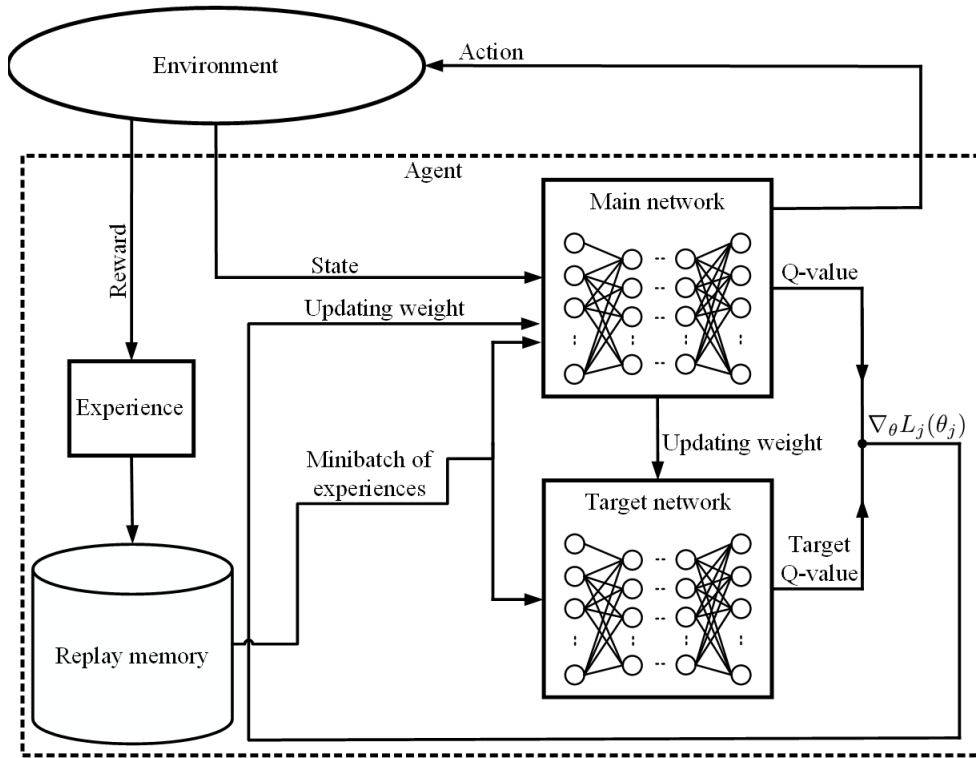 Action
Environment
Agent
Main network
Reward
State
Q-value
Updating weight
Experience
∇θLj(θj)
Updating weight
Minibatch of
experiences
Target network
Target
Q-value
Replay memory